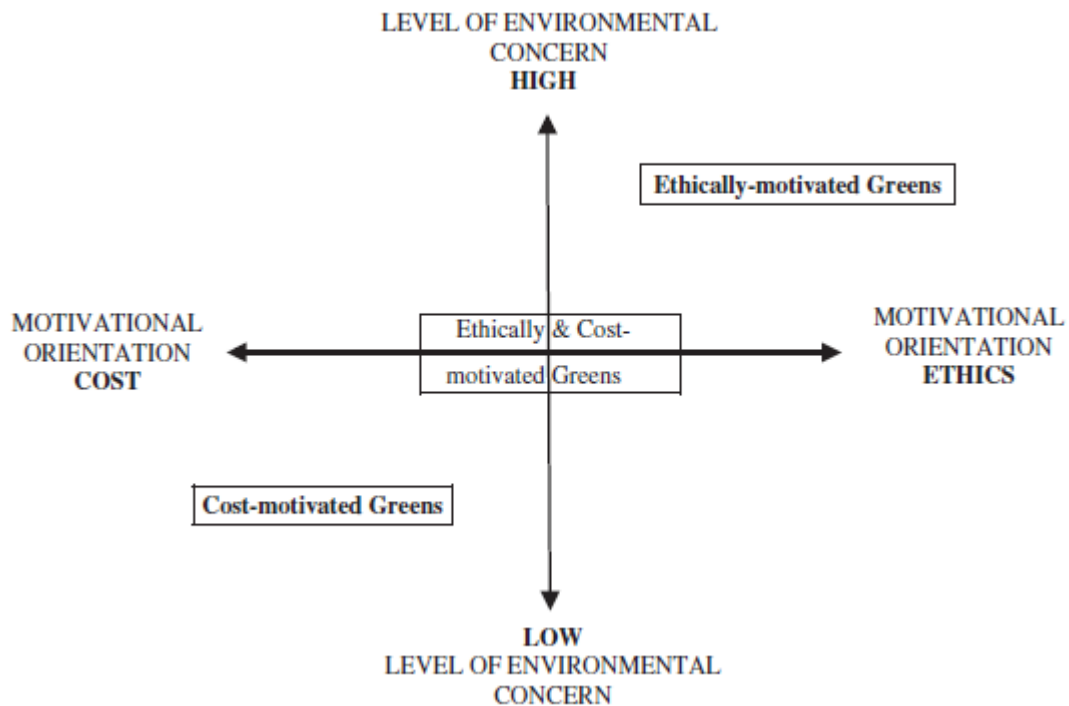 LEVEL OF ENVIRONMENTAL
CONCERN
HIGH
Ethically-motivated Greens
MOTIVATIONAL
ORIENTATION
COST
Ethically & Cost-
motivated Greens
MOTIVATIONAL
ORIENTATION
ETHICS
Cost-motivated Greens
LOW
LEVEL OF ENVIRONMENTAL
CONCERN